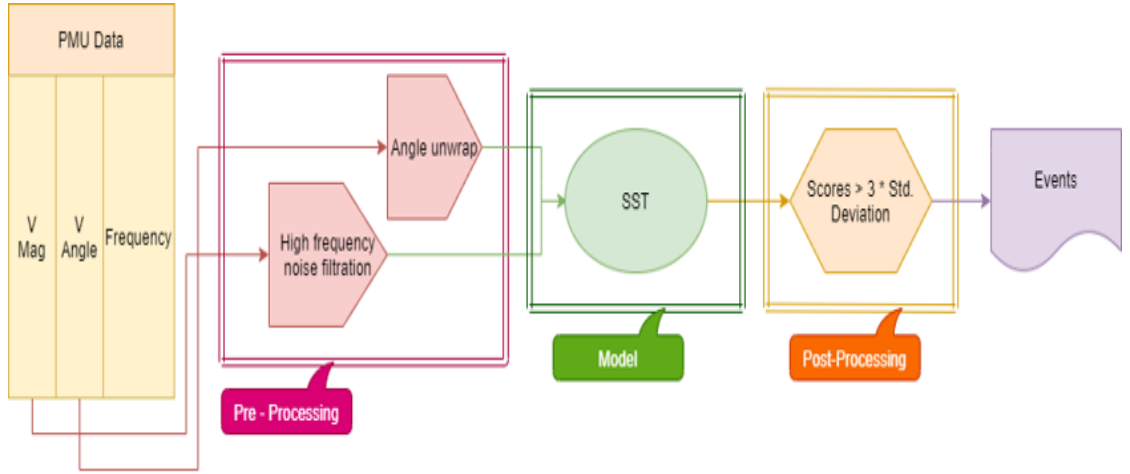 PMU Data
V
Mag
V
Angle
Frequency
Angle unwrap
High frequency
noise filtration
Pre - Processing
SST
Model
Scores > 3 * Std.
Deviation
Post-Processing
Events